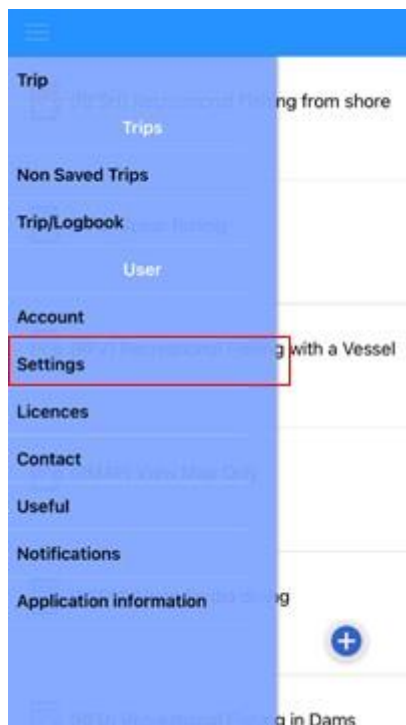 Trip
ng from shore
Trips
Non Saved Trips
Trip/Logbook
User
Account
g with a Vessel
Settings
Licences
Contact
Useful
Notifications
Application information
g
g in Dams